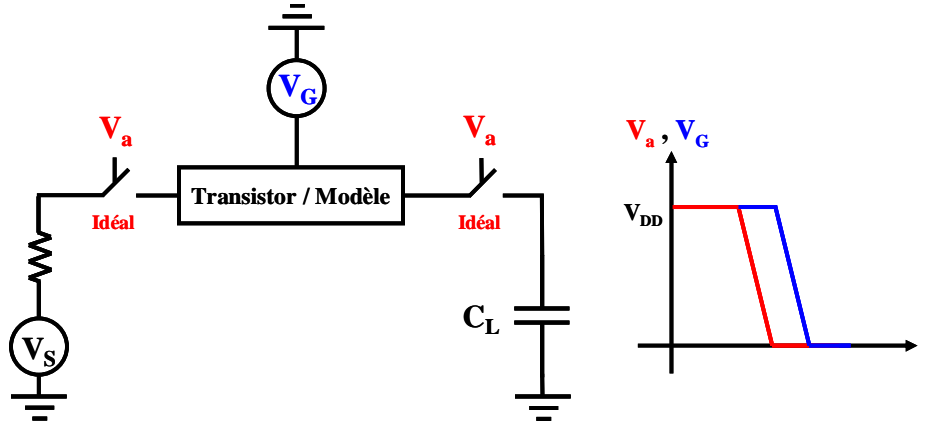 V_G
V_a
V_a
V_a , V_G
Transistor / Modèle
Idéal
Idéal
V_DD
C_L
V_S